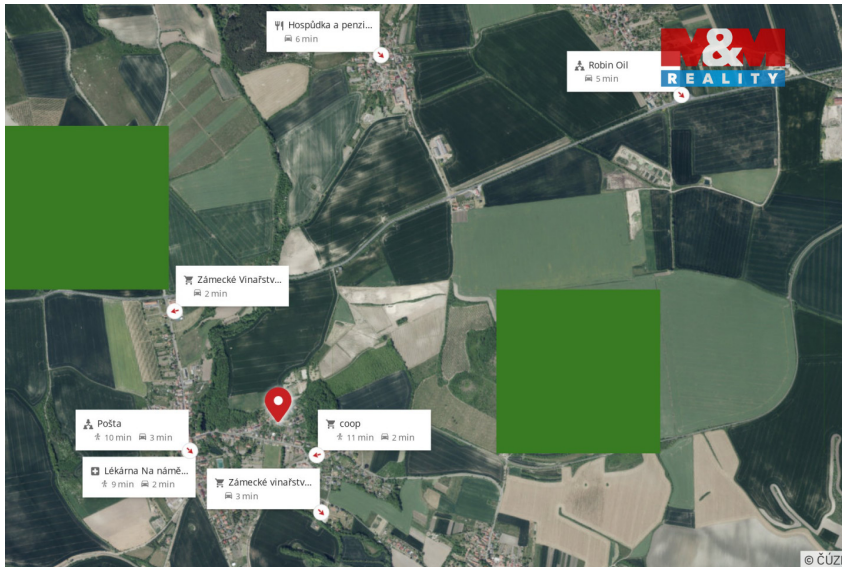 Hospůdka a penzi...
6 min
M&M
REALITY
Robin Oil
5 min
Zámecké Vinařstv...
2 min
Pošta
10 min 3 min
coop
11 min 2 min
Lékárna Na námě...
9 min 2 min
Zámecké vinařstv...
3 min
© ČÚZ